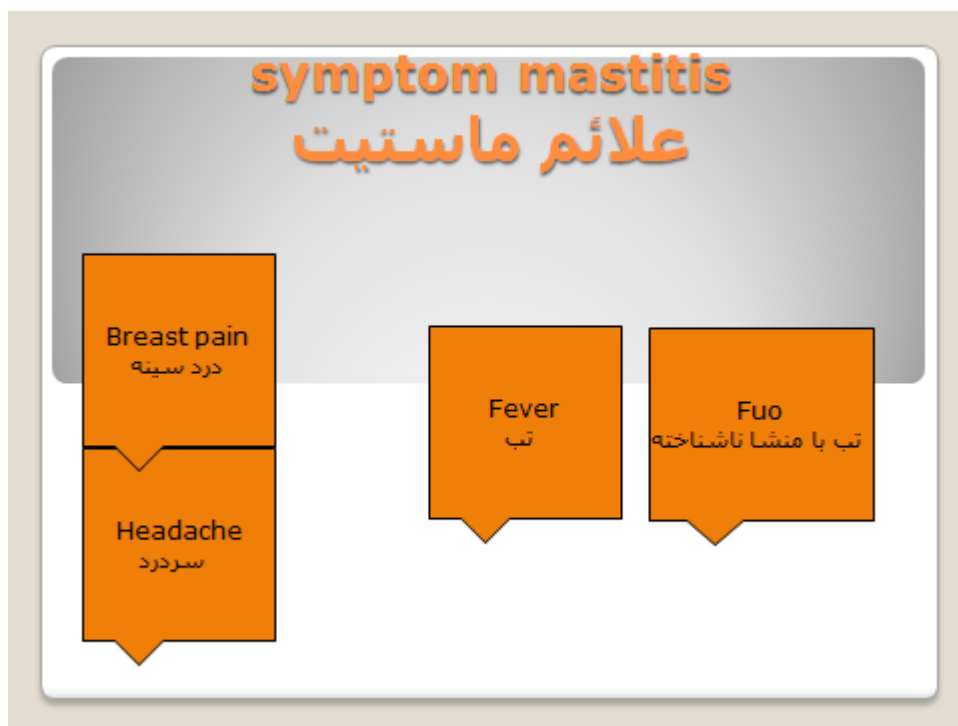 symptom mastitis
علائم ماستیت
Breast pain
درد سینه
Headache
سردرد
Fever
تب
Fuo
تب با منشا ناشناخته